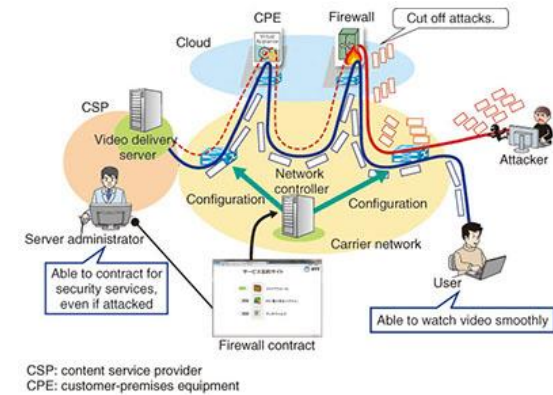 CPE
Firewall
Cut off attacks.
Cloud
CSP
Video delivery
server
Attacker
Network
controller
Configuration
Configuration
Server administrator
Carrier network
Able to contract for
security services,
even if attacked
User
Able to watch video smoothly
Firewall contract
CSP: content service provider
CPE: customer-premises equipment